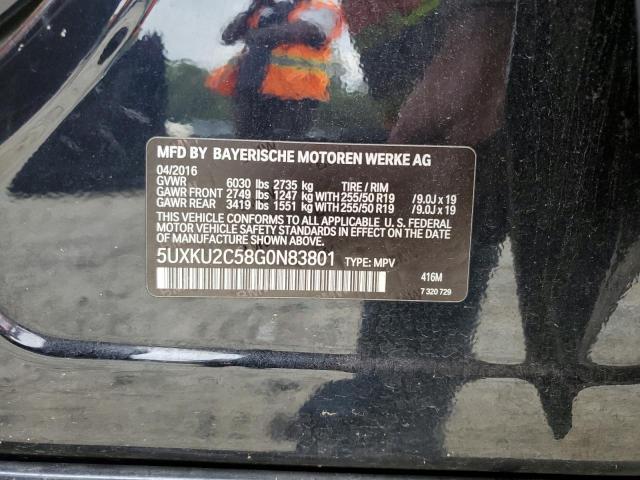 MFD BY BAYERISCHE MOTOREN WERKE AG
04/2016
GVWR 6030 lbs 2735 kg TIRE / RIM
GAWR FRONT 2749 lbs 1247 kg WITH 255/50 R19 /9.0J x 19
GAWR REAR 3419 lbs 1551 kg WITH 255/50 R19 /9.0J x 19
THIS VEHICLE CONFORMS TO ALL APPLICABLE U. S. FEDERAL
MOTOR VEHICLE SAFETY STANDARDS IN EFFECT ON THE
DATE OF MANUFACTURE SHOWN ABOVE.
5UXKU2C58G0N83801 TYPE: MPV
416M
7 320 729